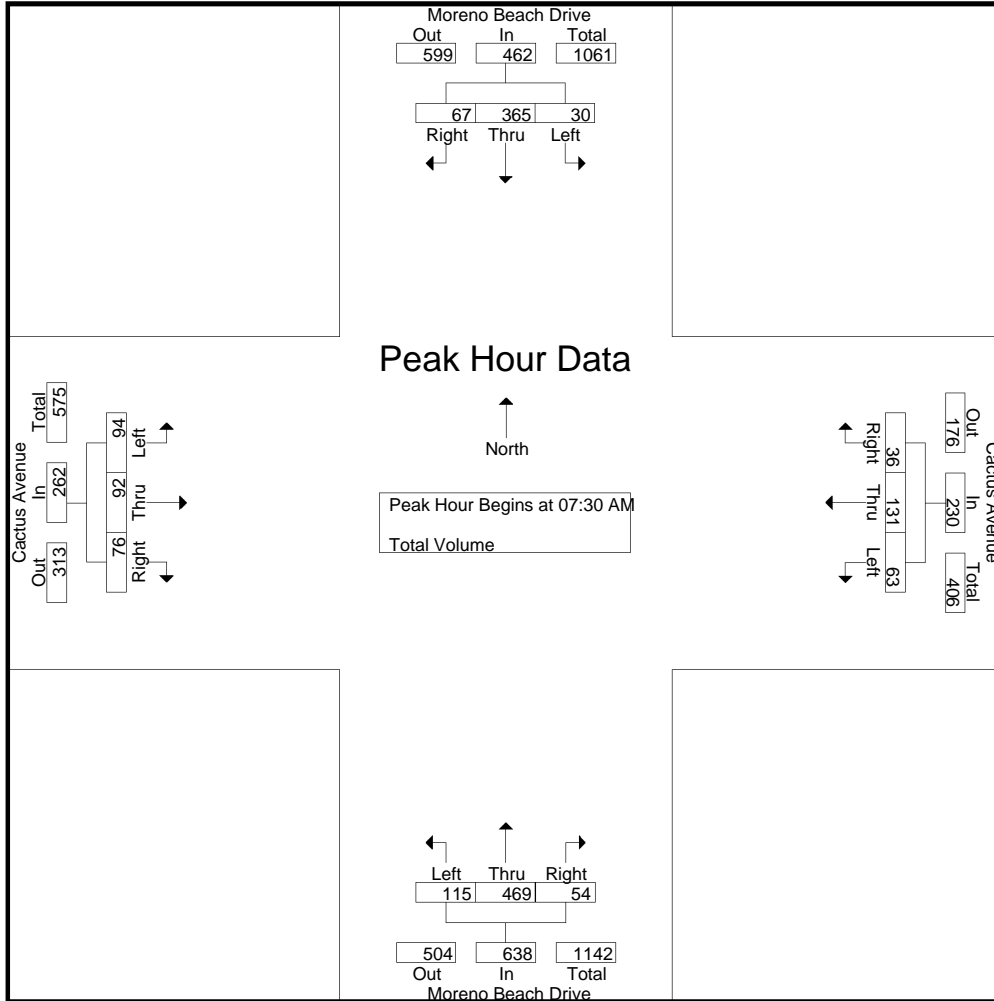 Moreno Beach Drive
Out In Total
599 462 1061
67 365 30
Right Thru Left
Peak Hour Data
North
Peak Hour Begins at 07:30 AM
Total Volume
Cactus Avenue
Total In Out
575 262 313
94 92 76
Left Thru Right
Cactus Avenue
Out In Total
176 230 406
36 131 63
Right Thru Left
Left Thru Right
115 469 54
504 638 1142
Out In Total
Moreno Beach Drive